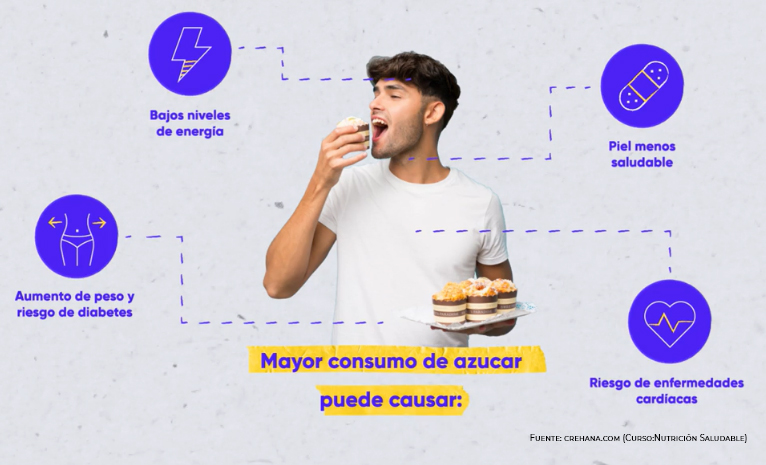 Bajos niveles
de energía
Piel menos
saludable
Aumento de peso y
riesgo de diabetes
Riesgo de enfermedades
cardíacas
Mayor consumo de azucar
puede causar:
Fuente: crehana.com (Curso:Nutrición Saludable)